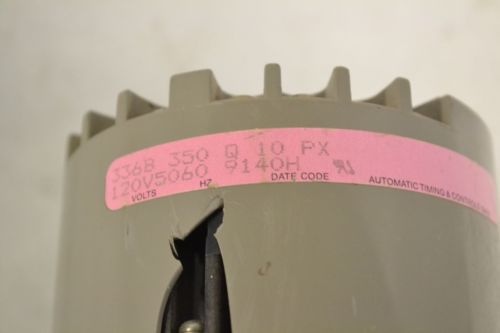 336B 350 Q 10 PX
120V5060 9140H
VOLTS HZ DATE CODE AUTOMATIC TIMING & CONTROLS